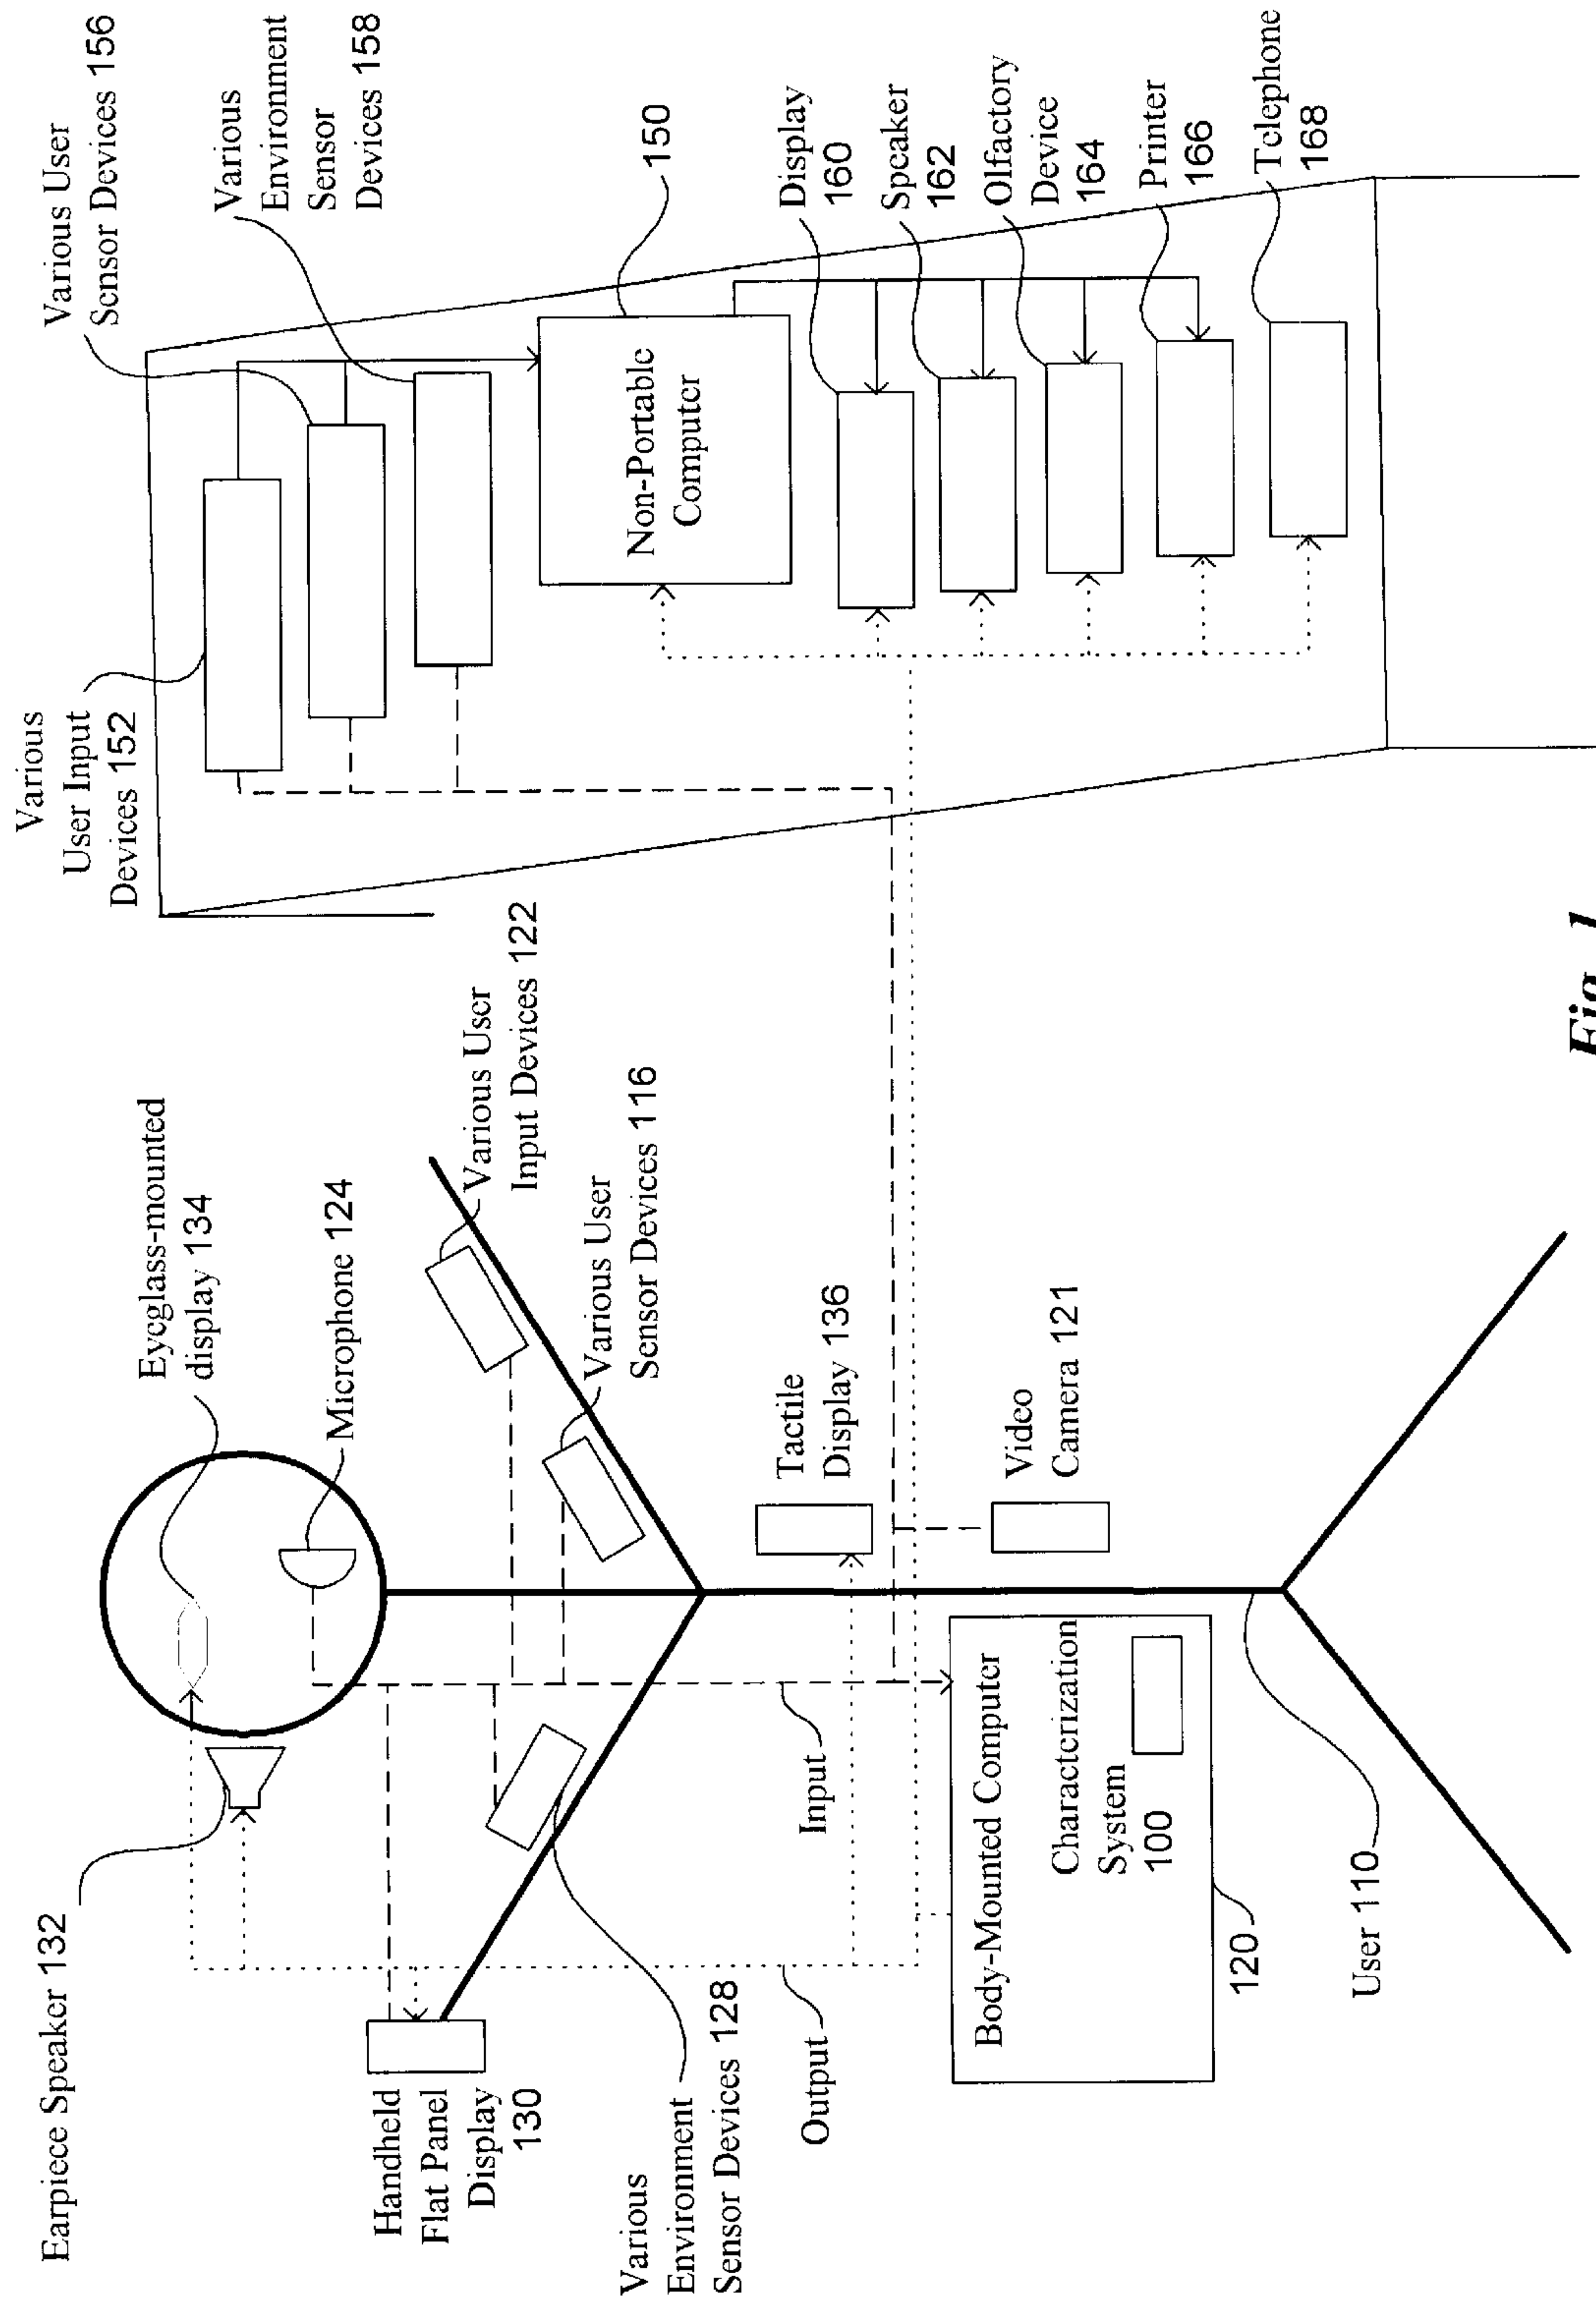 Earpiece Speaker 132
Eyeglass-mounted
display 134
Microphone 124
Handheld
Flat Panel
Display
130
Various User
Input Devices 122
Various User
Sensor Devices 116
Various
Environment
Sensor Devices 128
Tactile
Display 136
Input
Output
Video
Camera 121
Body-Mounted Computer
Characterization
System
100
120
User 110
Various
User Input
Devices 152
Various User
Sensor Devices 156
Various
Environment
Sensor
Devices 158
Non-Portable
Computer
150
Display
160
Speaker
162
Olfactory
Device
164
Printer
166
Telephone
168
Fig. 1